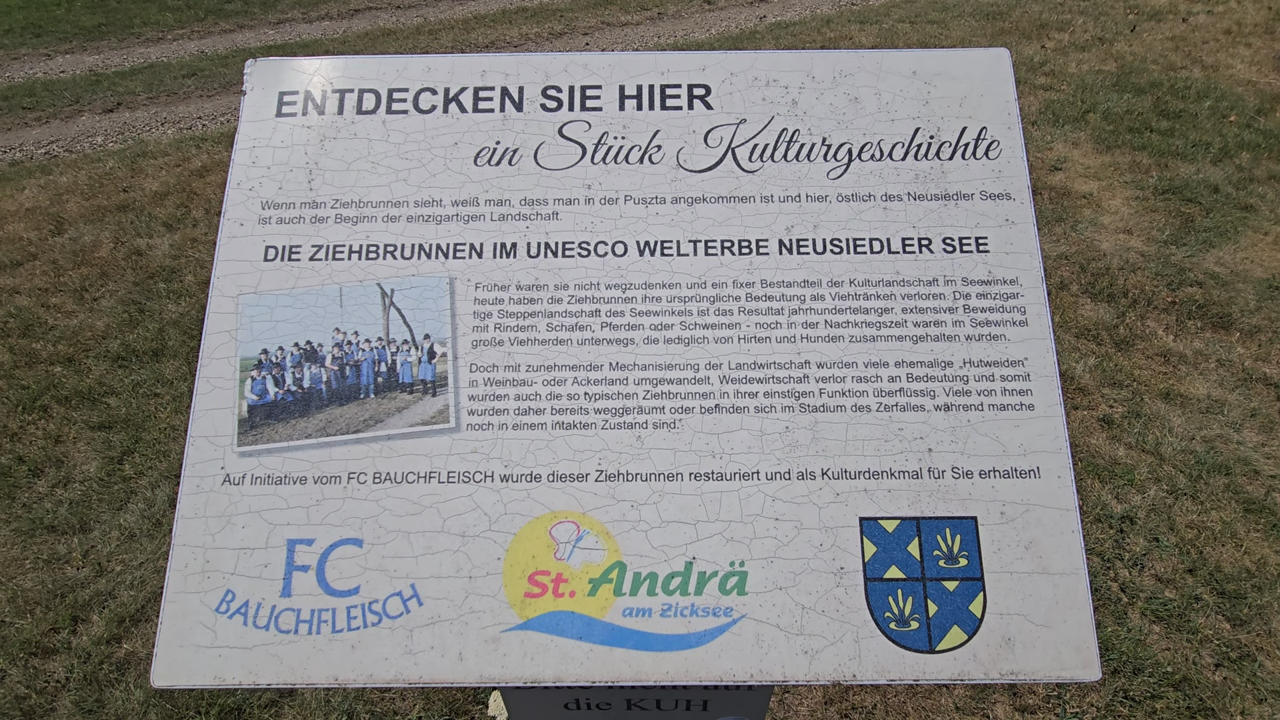 ENTDECKEN SIE HIER
ein Stück Kulturgeschichte
Wenn man Ziehbrunnen sieht, weiß man, dass man in der Puszta angekommen ist und hier, östlich des Neusiedler Sees,
ist auch der Beginn der einzigartigen Landschaft.
DIE ZIEHBRUNNEN IM UNESCO WELTERBE NEUSIEDLER SEE
Früher waren sie nicht wegzudenken und ein fixer Bestandteil der Kulturlandschaft im Seewinkel,
heute haben die Ziehbrunnen ihre ursprüngliche Bedeutung als Viehtränken verloren. Die einzigar-
tige Steppenlandschaft des Seewinkels ist das Resultat jahrhundertelanger, extensiver Beweidung
mit Rindern, Schafen, Pferden oder Schweinen - noch in der Nachkriegszeit waren im Seewinkel
große Viehherden unterwegs, die lediglich von Hirten und Hunden zusammengehalten wurden.
Doch mit zunehmender Mechanisierung der Landwirtschaft wurden viele ehemalige „Hutweiden"
in Weinbau- oder Ackerland umgewandelt, Weidewirtschaft verlor rasch an Bedeutung und somit
wurden auch die so typischen Ziehbrunnen in ihrer einstigen Funktion überflüssig. Viele von ihnen
wurden daher bereits weggeräumt oder befinden sich im Stadium des Zerfalles, während manche
noch in einem intakten Zustand sind.
Auf Initiative vom FC BAUCHFLEISCH wurde dieser Ziehbrunnen restauriert und als Kulturdenkmal für Sie erhalten!
FC
BAUCHFLEISCH
St. Andrä
am Zicksee
Bitte nicht auf
die KUH